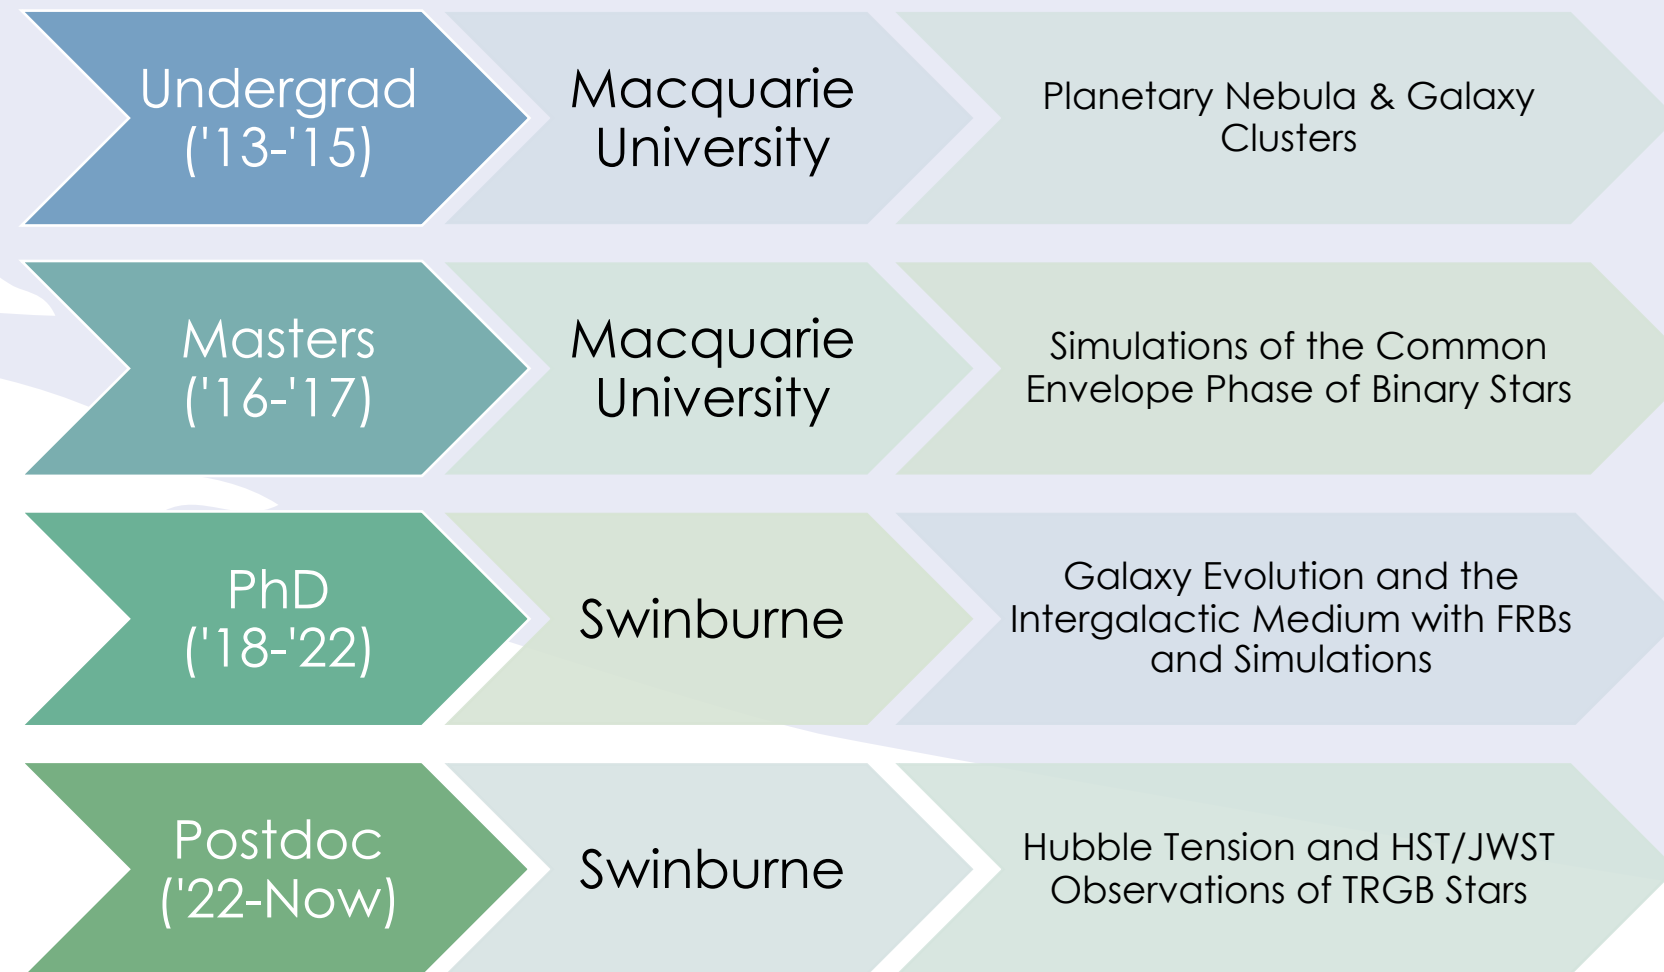 Undergrad
('13-'15)
Macquarie
University
Planetary Nebula & Galaxy
Clusters
Masters
('16-'17)
Macquarie
University
Simulations of the Common
Envelope Phase of Binary Stars
PhD
('18-'22)
Swinburne
Galaxy Evolution and the
Intergalactic Medium with FRBs
and Simulations
Postdoc
('22-Now)
Swinburne
Hubble Tension and HST/JWST
Observations of TRGB Stars